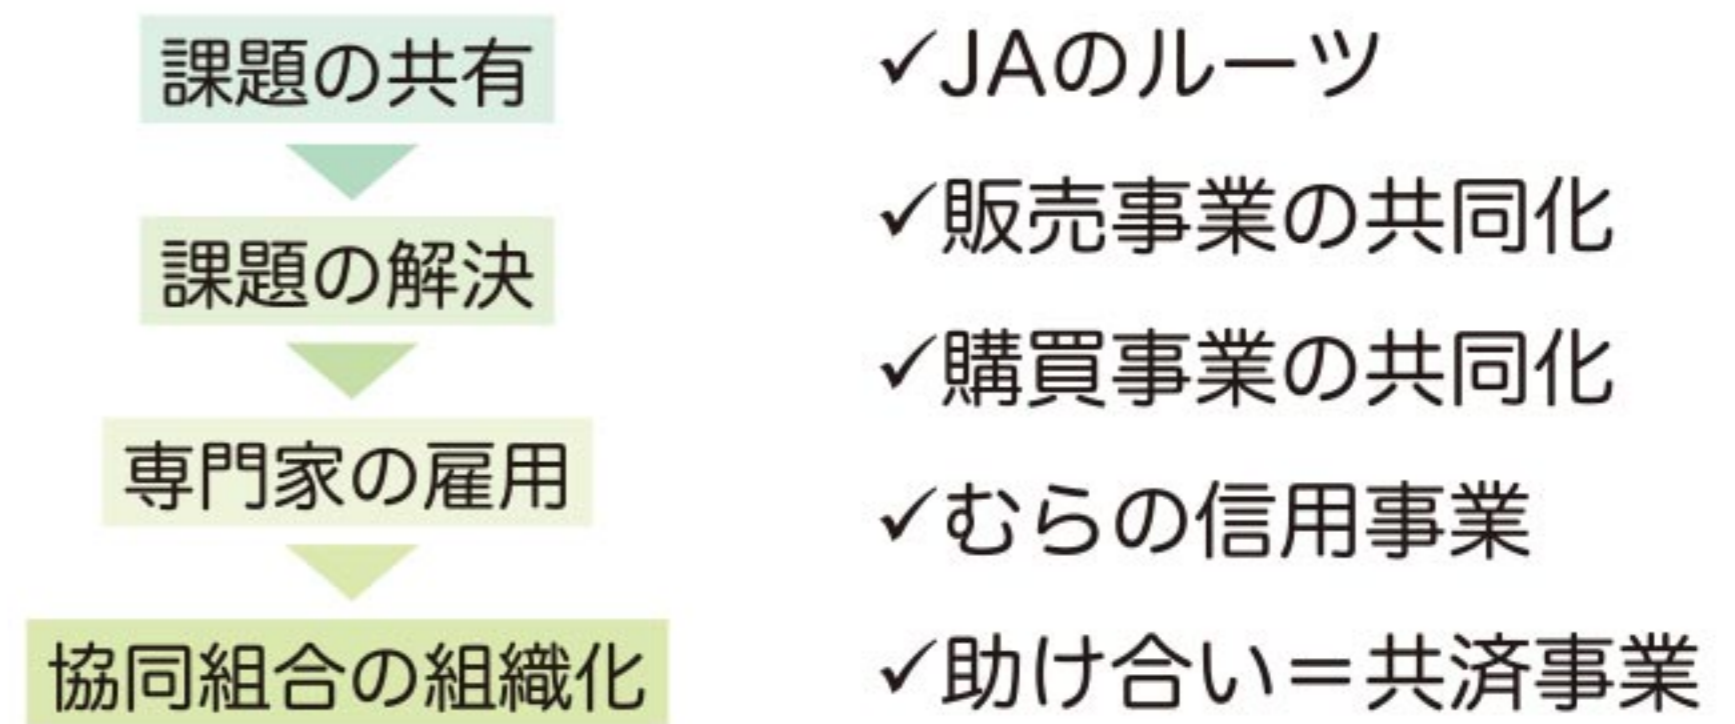 課題の共有
課題の解決
専門家の雇用
協同組合の組織化
✓JAのルーツ
✓販売事業の共同化
✓購買事業の共同化
✓むらの信用事業
✓助け合い＝共済事業